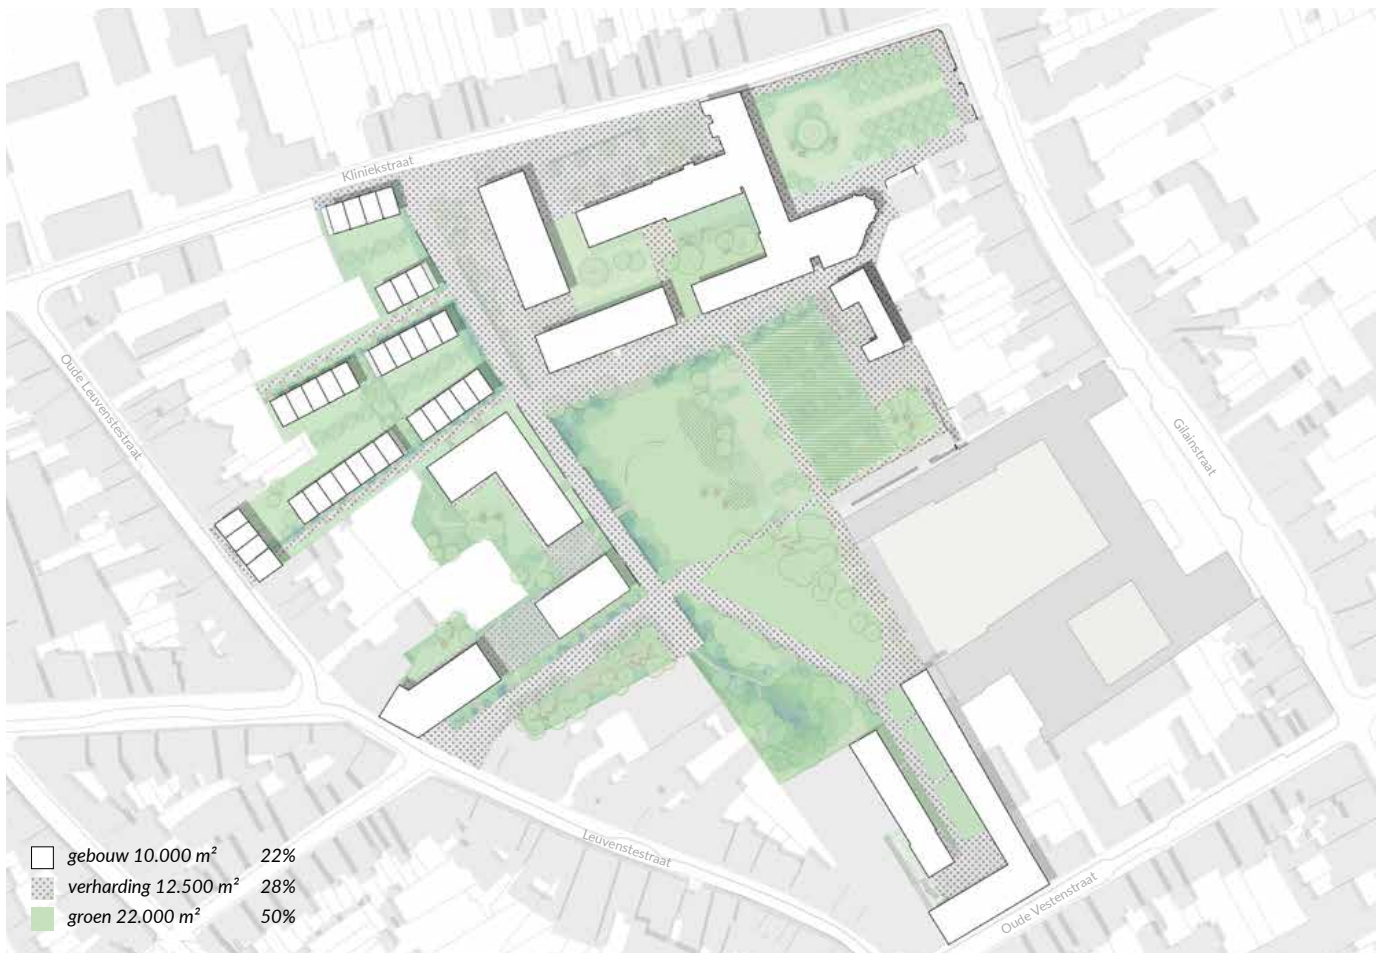 Kliniekstraat
Oude Leuvenstestraat
Gilainstraat
Leuvenstestraat
Oude Vestenstraat
gebouw 10.000 m² 22%
verharding 12.500 m² 28%
groen 22.000 m² 50%